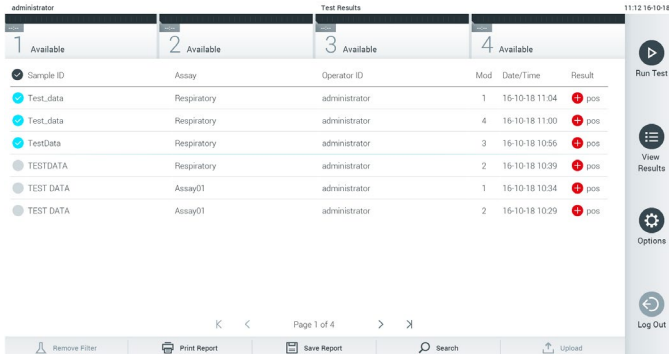 administrator Test Results 11:12 16-10-18
--:-- --:-- --:-- --:--
1 Available 2 Available 3 Available 4 Available
Run Test
Sample ID Assay Operator ID Mod Date/Time Result
Test_data Respiratory administrator 1 16-10-18 11:04 pos
Test_data Respiratory administrator 4 16-10-18 11:00 pos
TestData Respiratory administrator 3 16-10-18 10:56 pos
View
Results
TESTDATA Respiratory administrator 2 16-10-18 10:39 pos
TEST DATA Assay01 administrator 1 16-10-18 10:34 pos
TEST DATA Assay01 administrator 2 16-10-18 10:29 pos
Options
Page 1 of 4
Log Out
Remove Filter Print Report Save Report Search Upload